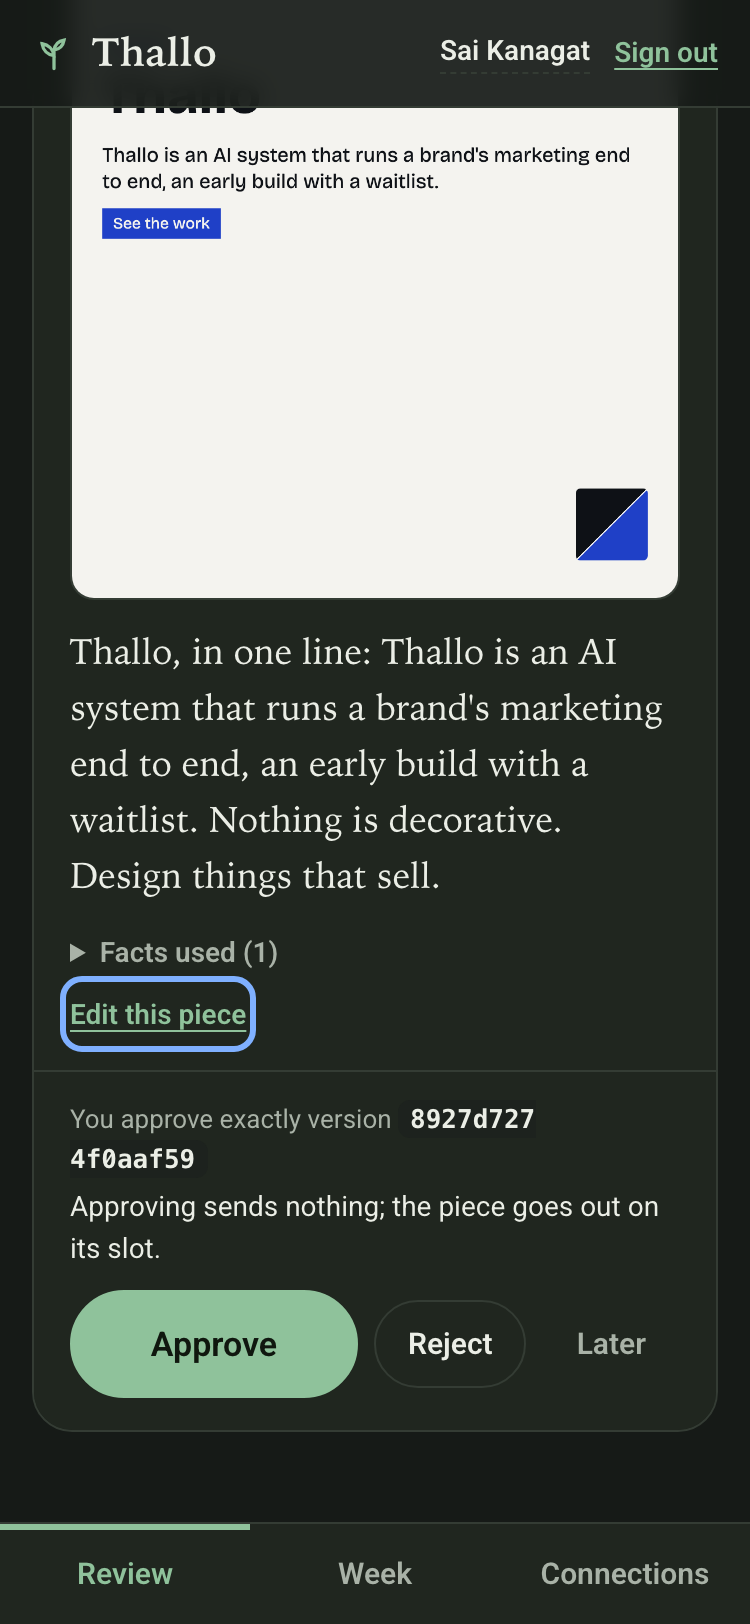 Thallo
Sai Kanagat
Sign out
Thallo
Thallo is an AI system that runs a brand's marketing end
to end, an early build with a waitlist.
See the work
Thallo, in one line: Thallo is an AI
system that runs a brand's marketing
end to end, an early build with a
waitlist. Nothing is decorative.
Design things that sell.
Facts used (1)
Edit this piece
You approve exactly version 8927d727
4f0aaf59
Approving sends nothing; the piece goes out on
its slot.
Approve
Reject
Later
Review
Week
Connections